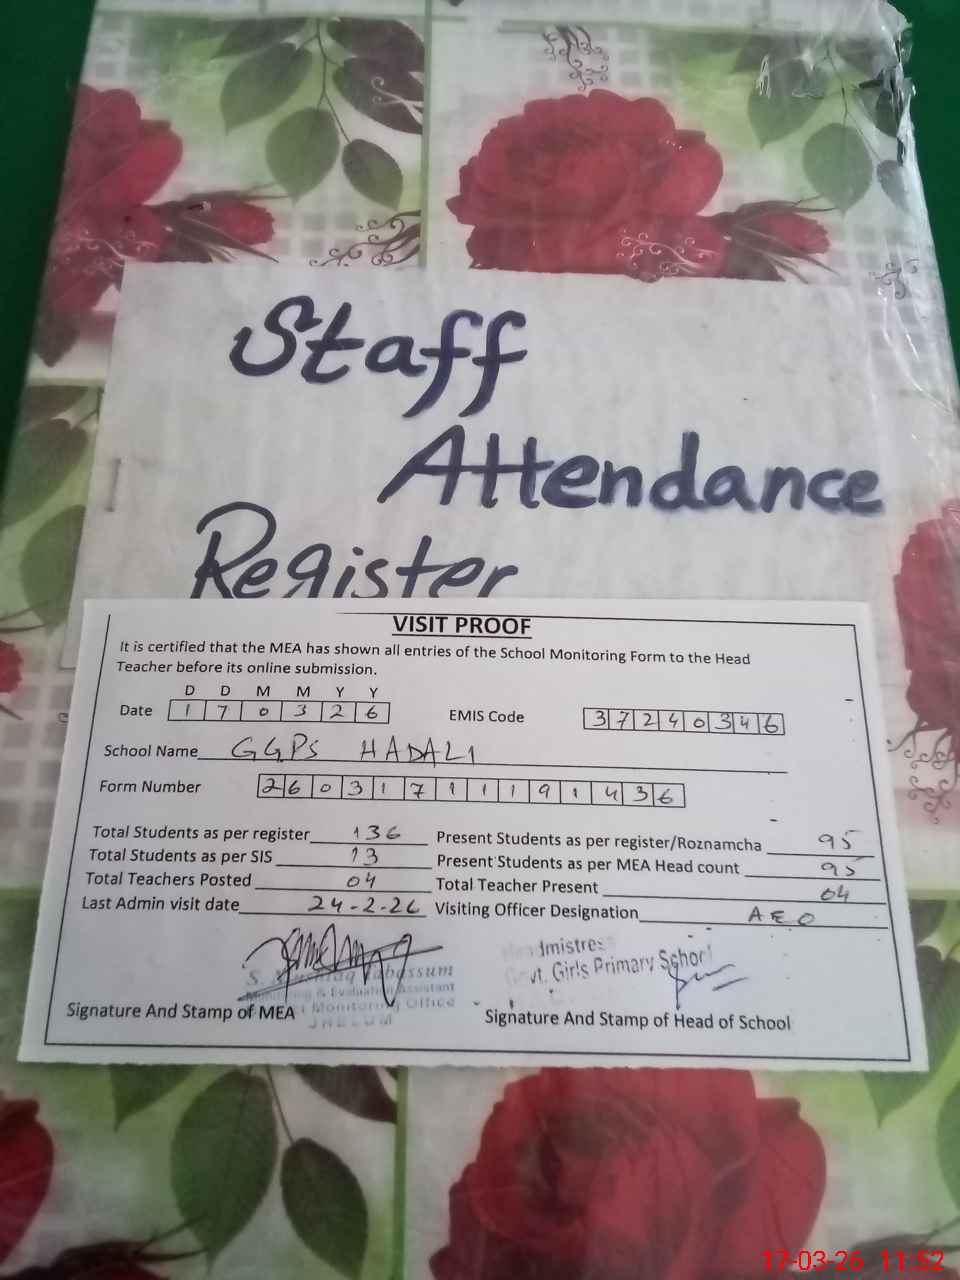 Staff
Attendance
Register
VISIT PROOF
It is certified that the MEA has shown all entries of the School Monitoring Form to the Head
Teacher before its online submission.
D D M M Y Y
Date 1 7 0 3 2 6 EMIS Code 3 7 2 4 0 3 4 6
School Name GGPS HADALI
Form Number 2 6 0 3 1 7 1 1 1 9 1 4 3 6
Total Students as per register 136 Present Students as per register/Roznamcha 95
Total Students as per SIS 13 Present Students as per MEA Head count 95
Total Teachers Posted 04 Total Teacher Present 04
Last Admin visit date 24-2-26 Visiting Officer Designation AEO
S. Tabassum
Monitoring & Evaluation Assistant
Monitoring Office
JHELUM
Signature And Stamp of MEA
Headmistress
Govt. Girls Primary School
Signature And Stamp of Head of School
17-03-26 11:52